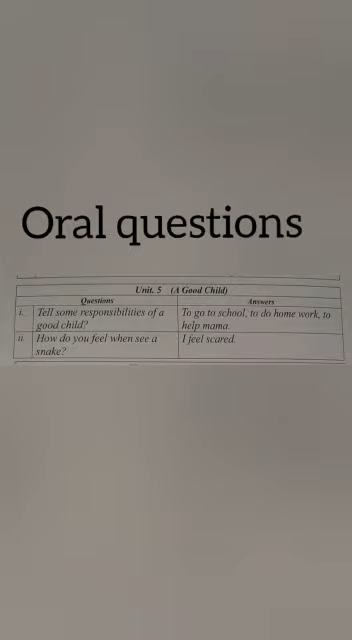 Oral questions
Unit. 5 (A Good Child)
Questions Answers
i. Tell some responsibilities of a good child? To go to school, to do home work, to help mama.
ii. How do you feel when see a snake? I feel scared.